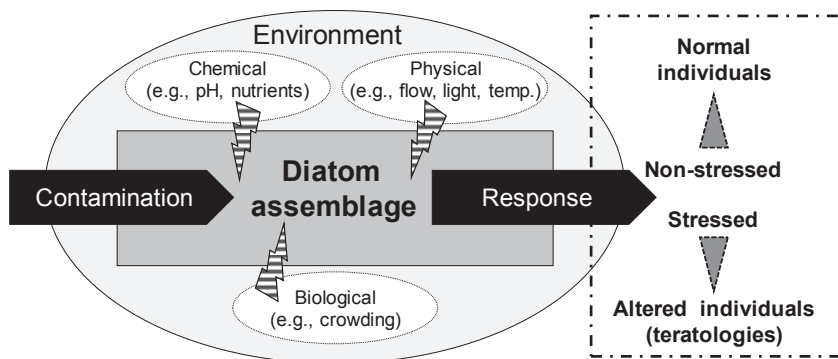 Environment
Chemical
(e.g., pH, nutrients)
Physical
(e.g., flow, light, temp.)
Contamination
Diatom
assemblage
Response
Biological
(e.g., crowding)
Normal
individuals
Non-stressed
Stressed
Altered individuals
(teratologies)